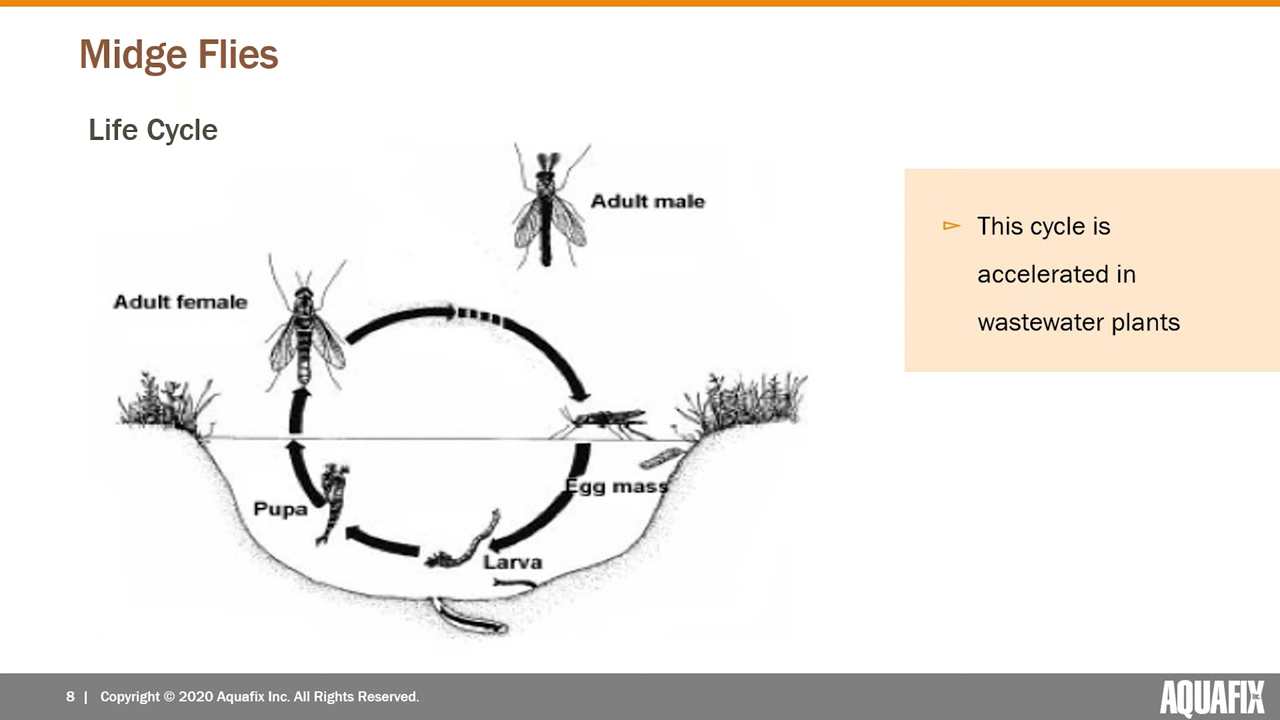 Midge Flies
Life Cycle
Adult male
Adult female
Egg mass
Pupa
Larva
This cycle is
accelerated in
wastewater plants
8 | Copyright © 2020 Aquafix Inc. All Rights Reserved.
AQUAFIX